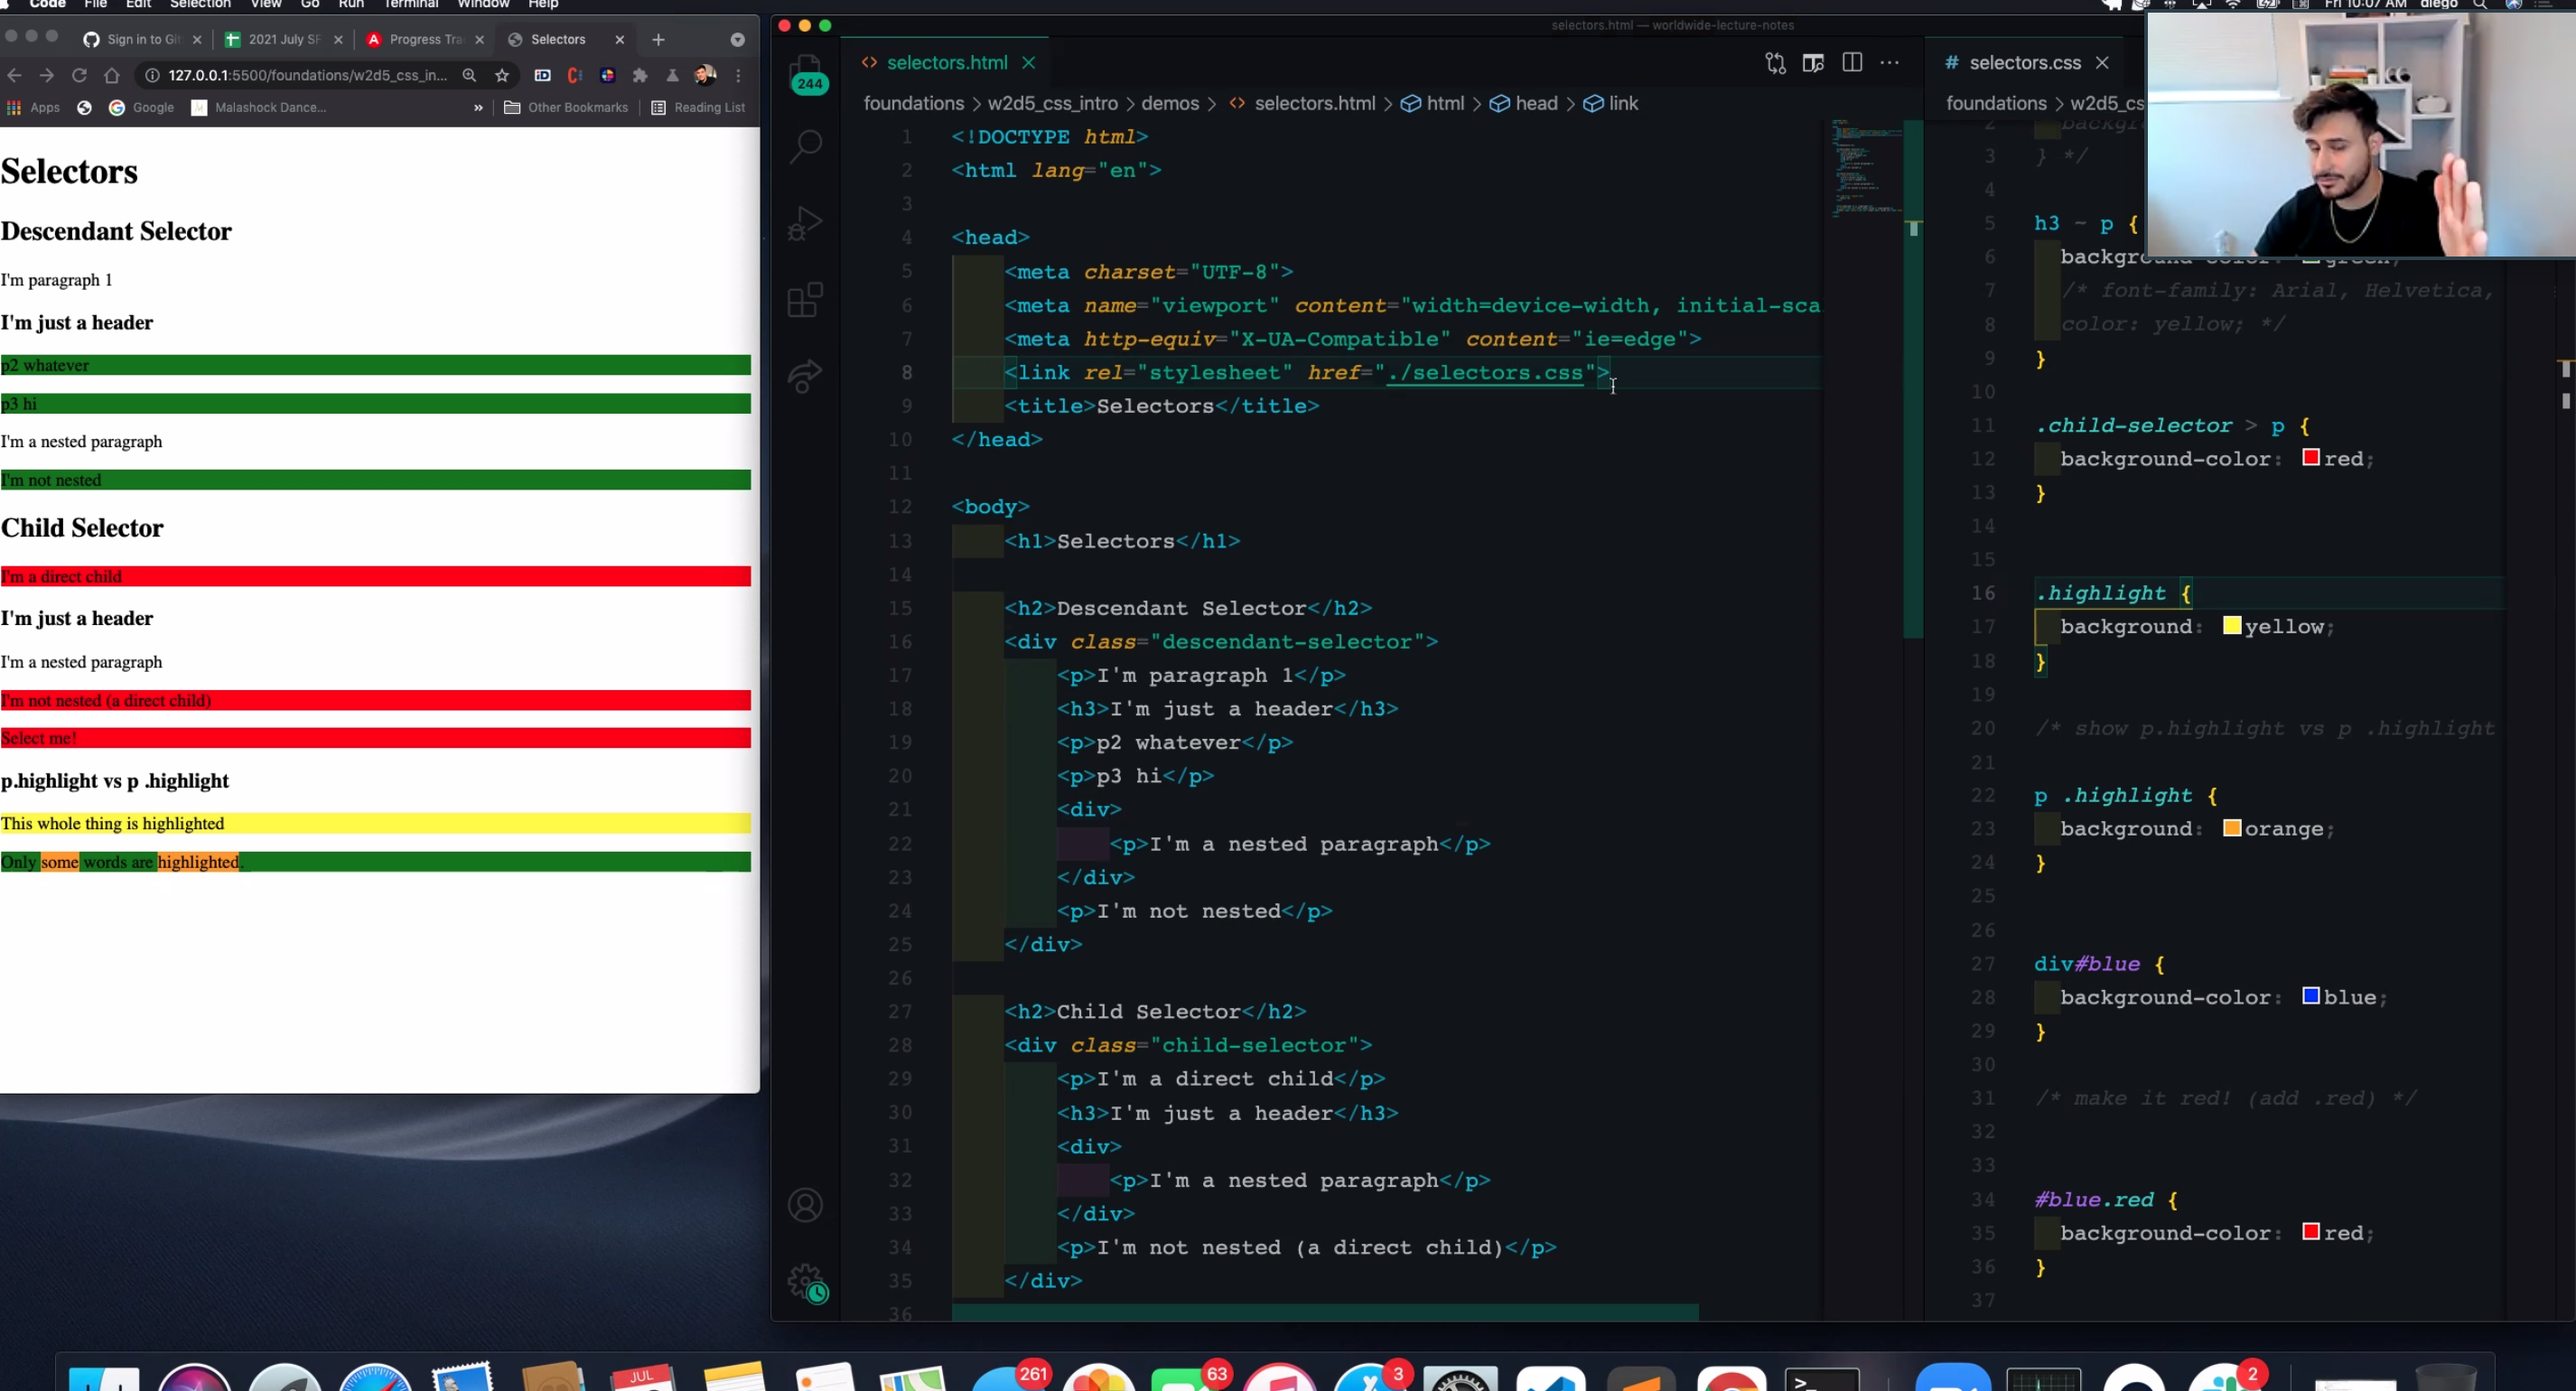 Code File Edit Selection View Go Run Terminal Window Help
Fri 10:07 AM diego
Sign in to Git
2021 July SF
Progress Tra
Selectors
127.0.0.1:5500/foundations/w2d5_css_in...
Apps
Google
Malashock Dance...
»
Other Bookmarks
Reading List
Selectors
Descendant Selector
I'm paragraph 1
I'm just a header
p2 whatever
p3 hi
I'm a nested paragraph
I'm not nested
Child Selector
I'm a direct child
I'm just a header
I'm a nested paragraph
I'm not nested (a direct child)
Select me!
p.highlight vs p .highlight
This whole thing is highlighted
Only some words are highlighted.
selectors.html — worldwide-lecture-notes
244
<> selectors.html
foundations > w2d5_css_intro > demos > <> selectors.html > html > head > link
1 <!DOCTYPE html>
2 <html lang="en">
3
4 <head>
5 <meta charset="UTF-8">
6 <meta name="viewport" content="width=device-width, initial-sca
7 <meta http-equiv="X-UA-Compatible" content="ie=edge">
8 <link rel="stylesheet" href="./selectors.css">
9 <title>Selectors</title>
10 </head>
11
12 <body>
13 <h1>Selectors</h1>
14
15 <h2>Descendant Selector</h2>
16 <div class="descendant-selector">
17 <p>I'm paragraph 1</p>
18 <h3>I'm just a header</h3>
19 <p>p2 whatever</p>
20 <p>p3 hi</p>
21 <div>
22 <p>I'm a nested paragraph</p>
23 </div>
24 <p>I'm not nested</p>
25 </div>
26
27 <h2>Child Selector</h2>
28 <div class="child-selector">
29 <p>I'm a direct child</p>
30 <h3>I'm just a header</h3>
31 <div>
32 <p>I'm a nested paragraph</p>
33 </div>
34 <p>I'm not nested (a direct child)</p>
35 </div>
36
# selectors.css
foundations > w2d5_cs
2 backgr
3 } */
4
5 h3 ~ p {
6 background-color: green;
7 /* font-family: Arial, Helvetica,
8 color: yellow; */
9 }
10
11 .child-selector > p {
12 background-color: red;
13 }
14
15
16 .highlight {
17 background: yellow;
18 }
19
20 /* show p.highlight vs p .highlight
21
22 p .highlight {
23 background: orange;
24 }
25
26
27 div#blue {
28 background-color: blue;
29 }
30
31 /* make it red! (add .red) */
32
33
34 #blue.red {
35 background-color: red;
36 }
37
JUL
261
63
3
2